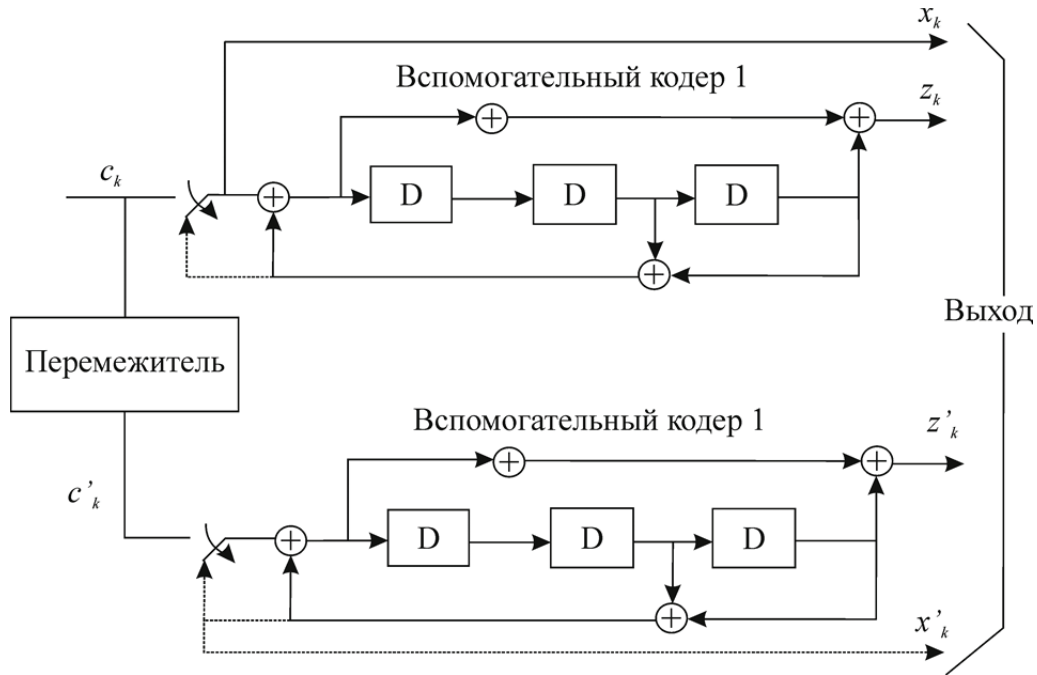 x_k
Вспомогательный кодер 1
z_k
c_k
D
D
D
Выход
Перемежитель
Вспомогательный кодер 1
z'_k
c'_k
D
D
D
x'_k